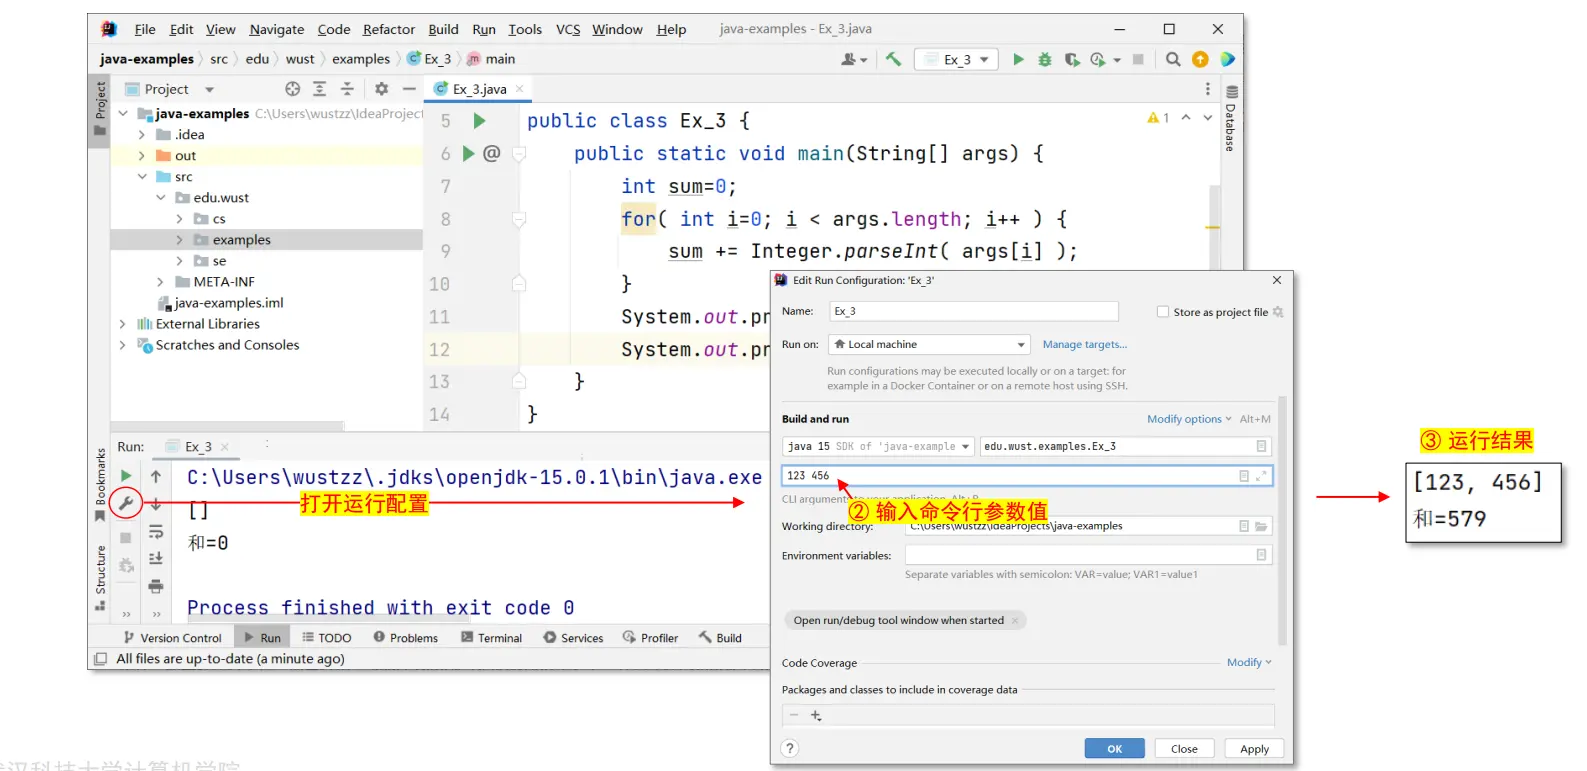 File Edit View Navigate Code Refactor Build Run Tools VCS Window Help java-examples - Ex_3.java
java-examples src edu wust examples Ex_3 main
Ex_3
Project
Project
Ex_3.java
Database
java-examples C:\Users\wustzz\IdeaProject
.idea
out
src
edu.wust
cs
examples
se
META-INF
java-examples.iml
External Libraries
Scratches and Consoles
1
5 public class Ex_3 {
6 @ public static void main(String[] args) {
7 int sum=0;
8 for( int i=0; i < args.length; i++ ) {
9 sum += Integer.parseInt( args[i] );
10 }
11 System.out.pr
12 System.out.pr
13 }
14 }
Run: Ex_3
Bookmarks
Structure
C:\Users\wustzz\.jdks\openjdk-15.0.1\bin\java.exe
[]
和=0
Process finished with exit code 0
打开运行配置
Version Control Run TODO Problems Terminal Services Profiler Build
All files are up-to-date (a minute ago)
Edit Run Configuration: 'Ex_3'
Name: Ex_3 Store as project file
Run on: Local machine Manage targets...
Run configurations may be executed locally or on a target: for
example in a Docker Container or on a remote host using SSH.
Build and run Modify options Alt+M
java 15 SDK of 'java-example edu.wust.examples.Ex_3
123 456
CLI arguments to your application. Alt+R
② 输入命令行参数值
Working directory: C:\Users\wustzz\IdeaProjects\java-examples
Environment variables:
Separate variables with semicolon: VAR=value; VAR1=value1
Open run/debug tool window when started
Code Coverage Modify
Packages and classes to include in coverage data
? OK Close Apply
③ 运行结果
[123, 456]
和=579
汉科技大学计算机学院